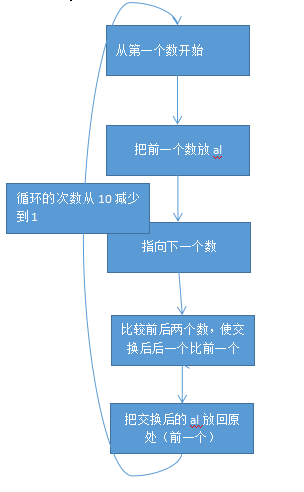 从第一个数开始
把前一个数放 al
循环的次数从 10 减少
到 1
指向下一个数
比较前后两个数，使交
换后后一个比前一个
把交换后的 al 放回原
处（前一个）